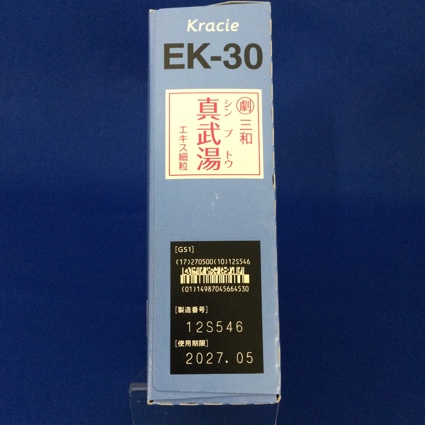 Kracie
EK-30
劇 三和
シンブトウ
真武湯
エキス細粒
[GS1]
(17)270500(10)12S546
(01)14987045664530
[製造番号]
12S546
[使用期限]
2027.05